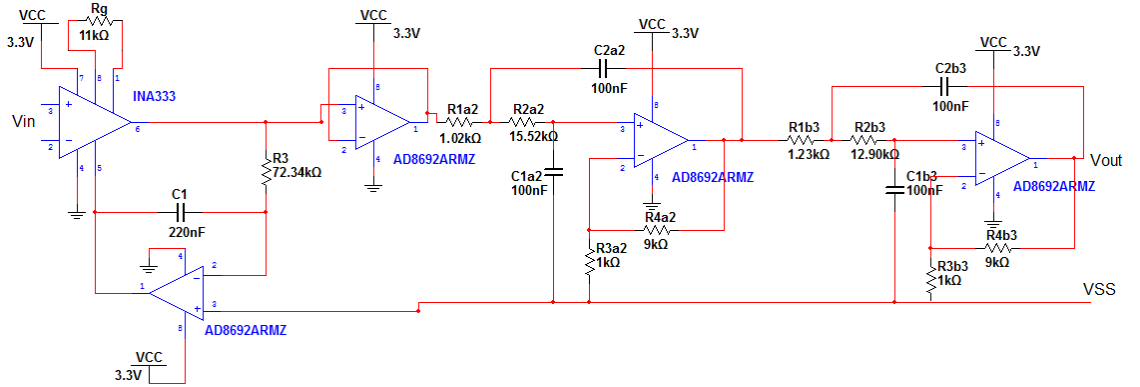 VCC
3.3V
Rg
11kΩ
7
8
1
INA333
Vin
3
2
6
4
5
R3
72.34kΩ
C1
220nF
4
2
1
3
8
AD8692ARMZ
VCC
3.3V
VCC
3.3V
8
3
2
1
4
AD8692ARMZ
R1a2
1.02kΩ
R2a2
15.52kΩ
C2a2
100nF
C1a2
100nF
VCC
3.3V
8
3
2
1
4
AD8692ARMZ
R4a2
9kΩ
R3a2
1kΩ
R1b3
1.23kΩ
R2b3
12.90kΩ
C2b3
100nF
C1b3
100nF
VCC
3.3V
8
3
2
1
4
AD8692ARMZ
Vout
R4b3
9kΩ
R3b3
1kΩ
VSS